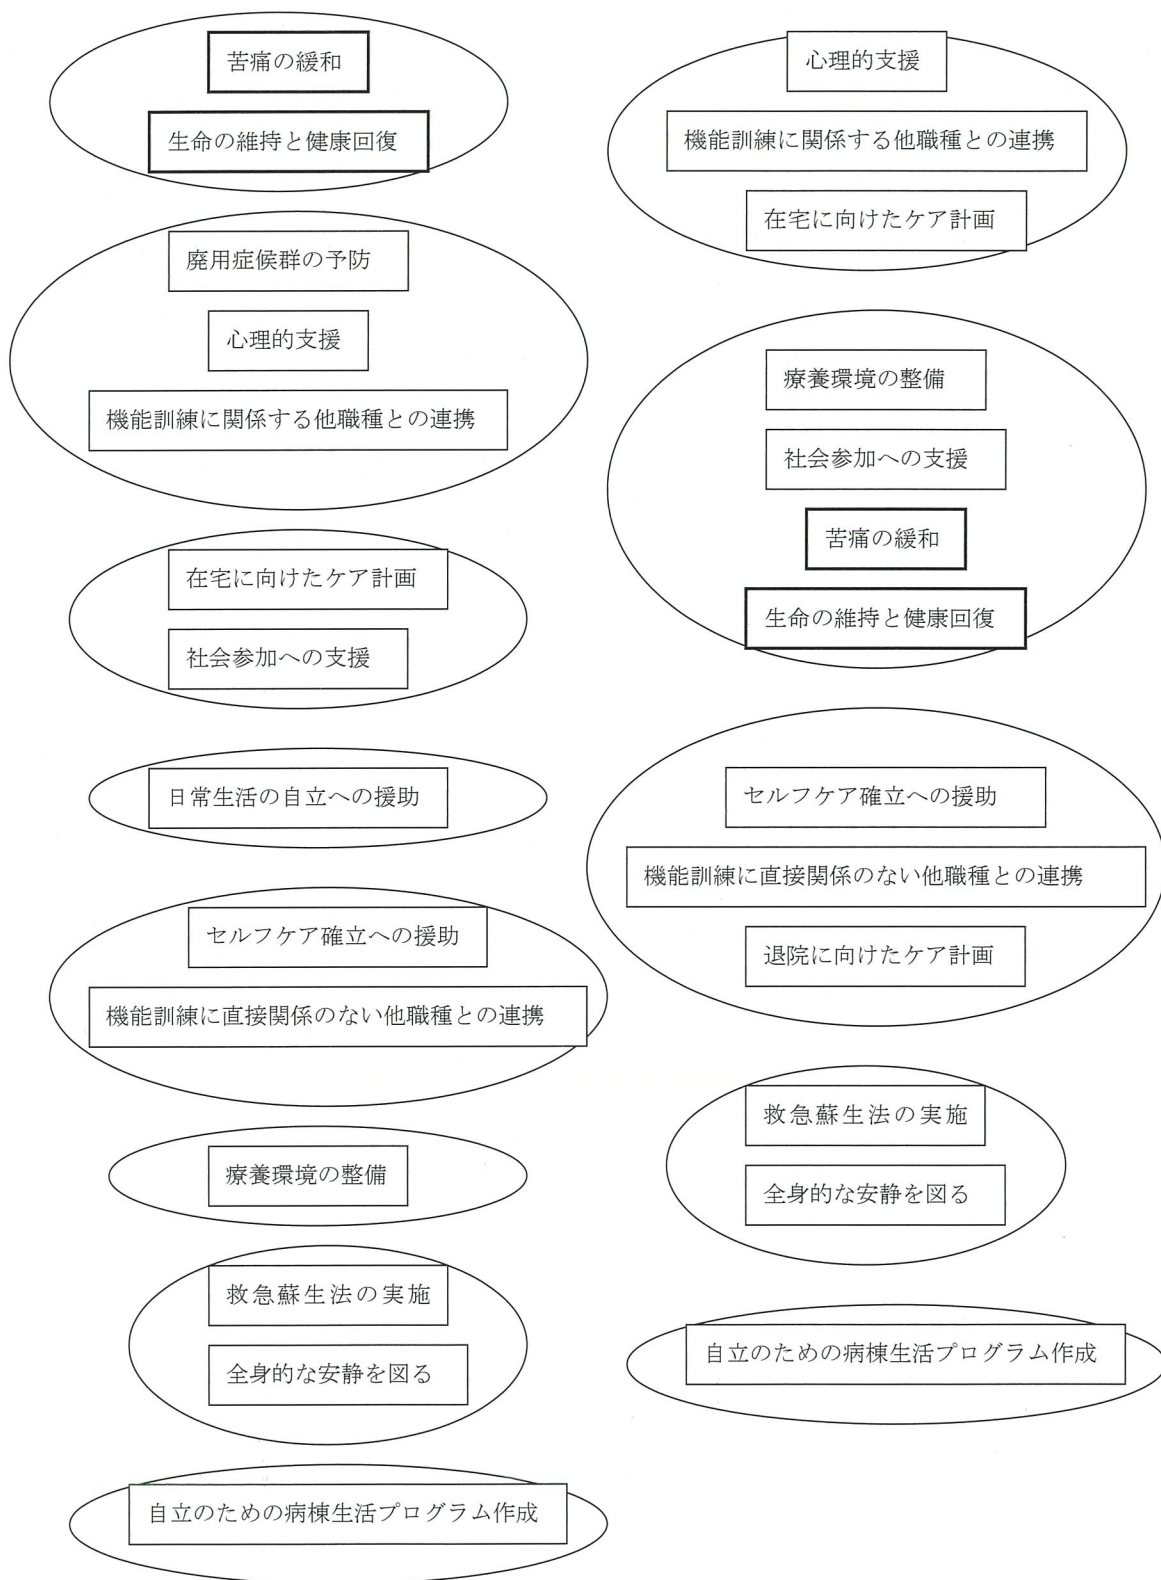 苦痛の緩和
生命の維持と健康回復
廃用症候群の予防
心理的支援
機能訓練に関係する他職種との連携
在宅に向けたケア計画
社会参加への支援
日常生活の自立への援助
セルフケア確立への援助
機能訓練に直接関係のない他職種との連携
療養環境の整備
救急蘇生法の実施
全身的な安静を図る
自立のための病棟生活プログラム作成
心理的支援
機能訓練に関係する他職種との連携
在宅に向けたケア計画
療養環境の整備
社会参加への支援
苦痛の緩和
生命の維持と健康回復
セルフケア確立への援助
機能訓練に直接関係のない他職種との連携
退院に向けたケア計画
救急蘇生法の実施
全身的な安静を図る
自立のための病棟生活プログラム作成